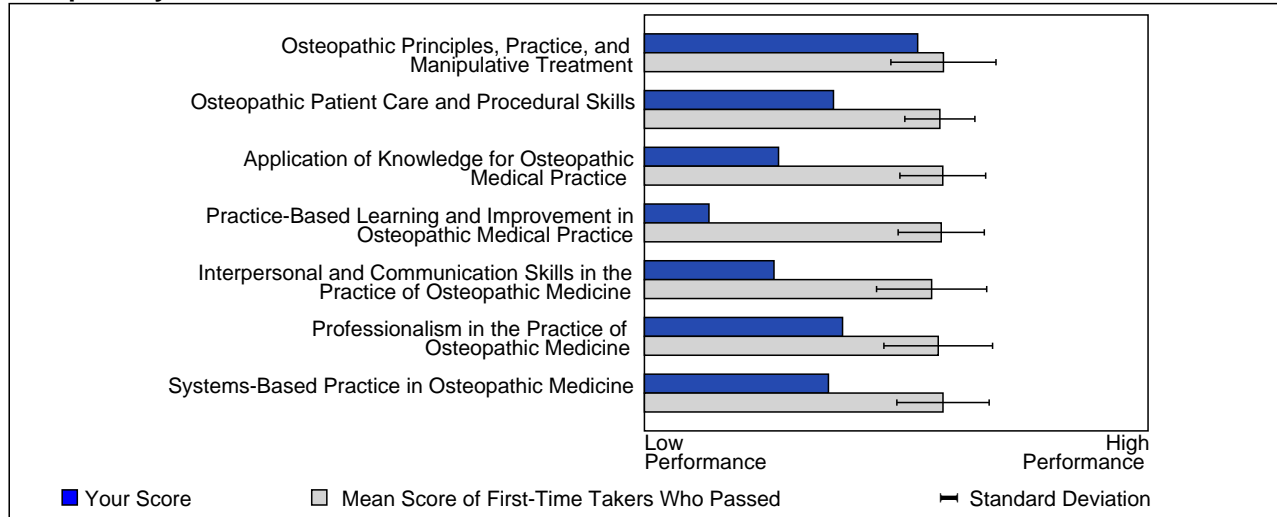 Osteopathic Principles, Practice, and
Manipulative Treatment
Osteopathic Patient Care and Procedural Skills
Application of Knowledge for Osteopathic
Medical Practice
Practice-Based Learning and Improvement in
Osteopathic Medical Practice
Interpersonal and Communication Skills in the
Practice of Osteopathic Medicine
Professionalism in the Practice of
Osteopathic Medicine
Systems-Based Practice in Osteopathic Medicine
Low
Performance
High
Performance
Your Score
Mean Score of First-Time Takers Who Passed
Standard Deviation